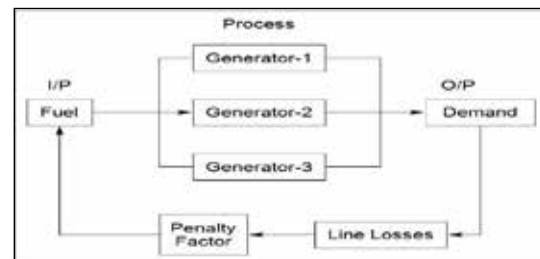 Process
Generator-1
I/P
O/P
Fuel
Generator-2
Demand
Generator-3
Penalty
Factor
Line Losses